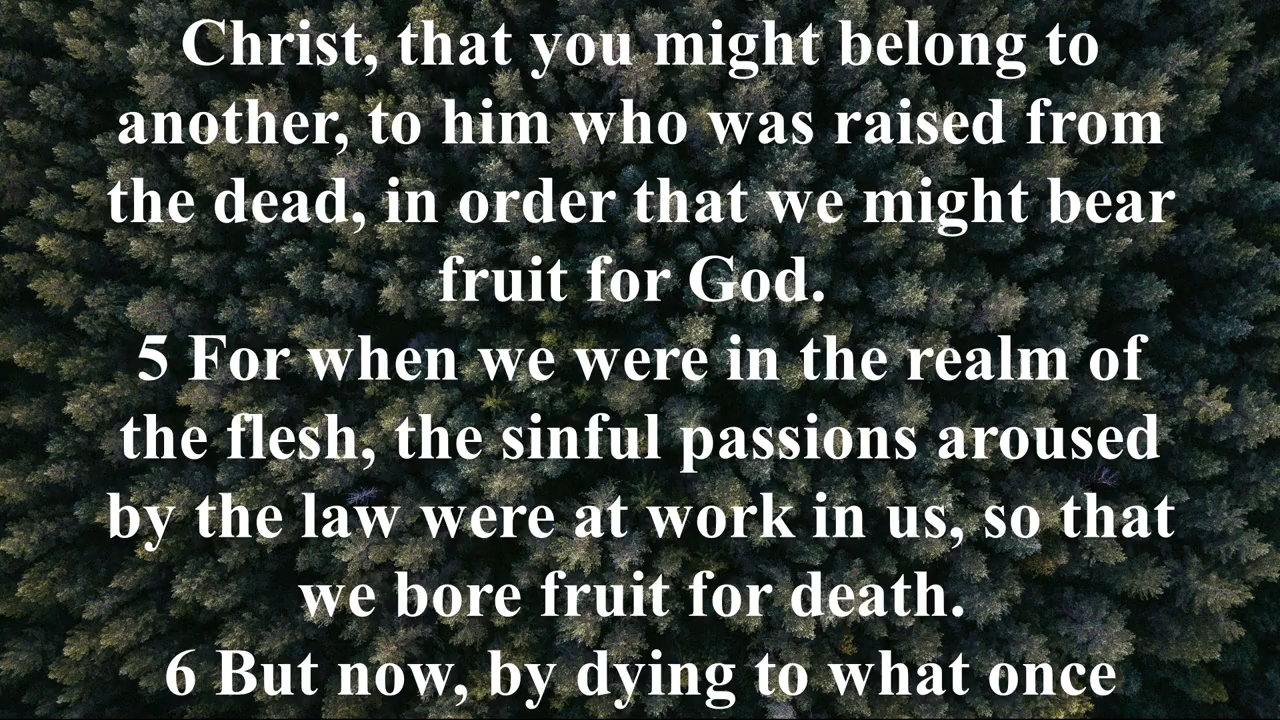 Christ, that you might belong to
another, to him who was raised from
the dead, in order that we might bear
fruit for God.
5 For when we were in the realm of
the flesh, the sinful passions aroused
by the law were at work in us, so that
we bore fruit for death.
6 But now, by dying to what once